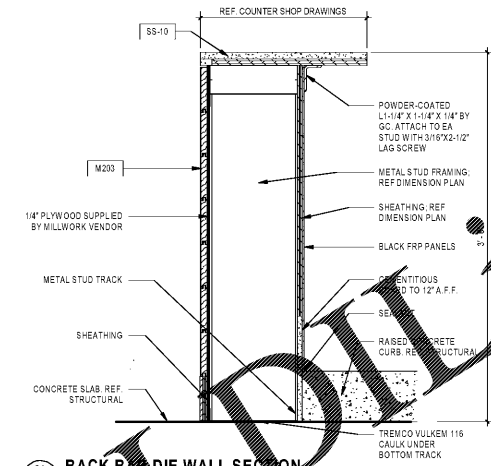 REF. COUNTER SHOP DRAWINGS
SS-10
POWDER-COATED
L1-1/4" X 1-1/4" X 1/4" BY
GC. ATTACH TO EA
STUD WITH 3/16"X2-1/2"
LAG SCREW
M203
METAL STUD FRAMING;
REF DIMENSION PLAN
1/4" PLYWOOD SUPPLIED
BY MILLWORK VENDOR
SHEATHING; REF
DIMENSION PLAN
BLACK FRP PANELS
METAL STUD TRACK
TO 12" A.F.F.
SHEATHING
RAISED
CURB.
CONCRETE SLAB. REF.
STRUCTURAL
TREMCO VULKEM 116
CAULK UNDER
BOTTOM TRACK
BACK BAR DIE WALL SECTION